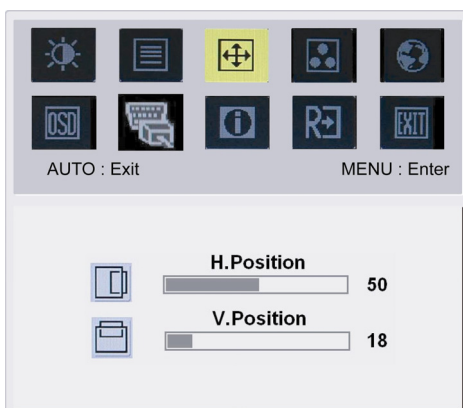 OSD
i
R
EXIT
AUTO : Exit
MENU : Enter
H.Position
50
V.Position
18